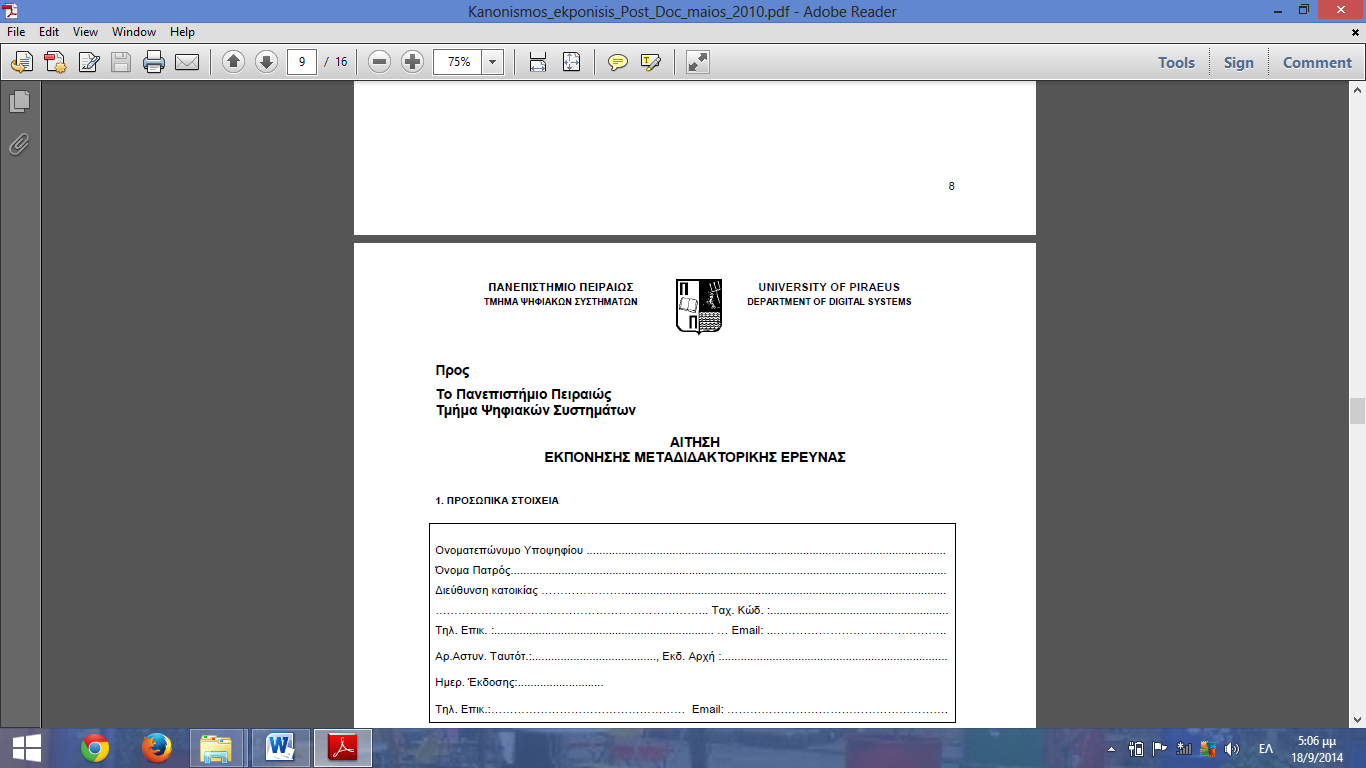 Kanonismos_ekponisis_Post_Doc_maios_2010.pdf - Adobe Reader
File Edit View Window Help
9 / 16 75% Tools Sign Comment
8
ΠΑΝΕΠΙΣΤΗΜΙΟ ΠΕΙΡΑΙΩΣ UNIVERSITY OF PIRAEUS
ΤΜΗΜΑ ΨΗΦΙΑΚΩΝ ΣΥΣΤΗΜΑΤΩΝ DEPARTMENT OF DIGITAL SYSTEMS
Προς
Το Πανεπιστήμιο Πειραιώς
Τμήμα Ψηφιακών Συστημάτων
ΑΙΤΗΣΗ
ΕΚΠΟΝΗΣΗΣ ΜΕΤΑΔΙΔΑΚΤΟΡΙΚΗΣ ΕΡΕΥΝΑΣ
1. ΠΡΟΣΩΠΙΚΑ ΣΤΟΙΧΕΙΑ
Ονοματεπώνυμο Υποψηφίου ..........
Όνομα Πατρός..........
Διεύθυνση κατοικίας ..........
.......... Ταχ. Κώδ. :..........
Τηλ. Επικ. :.......... … Email: ..........
Αρ.Αστυν. Ταυτότ.:.........., Εκδ. Αρχή :..........
Ημερ. Έκδοσης:..........
Τηλ. Επικ.:.......... Email: ..........
ΕΛ 5:06 μμ
18/9/2014